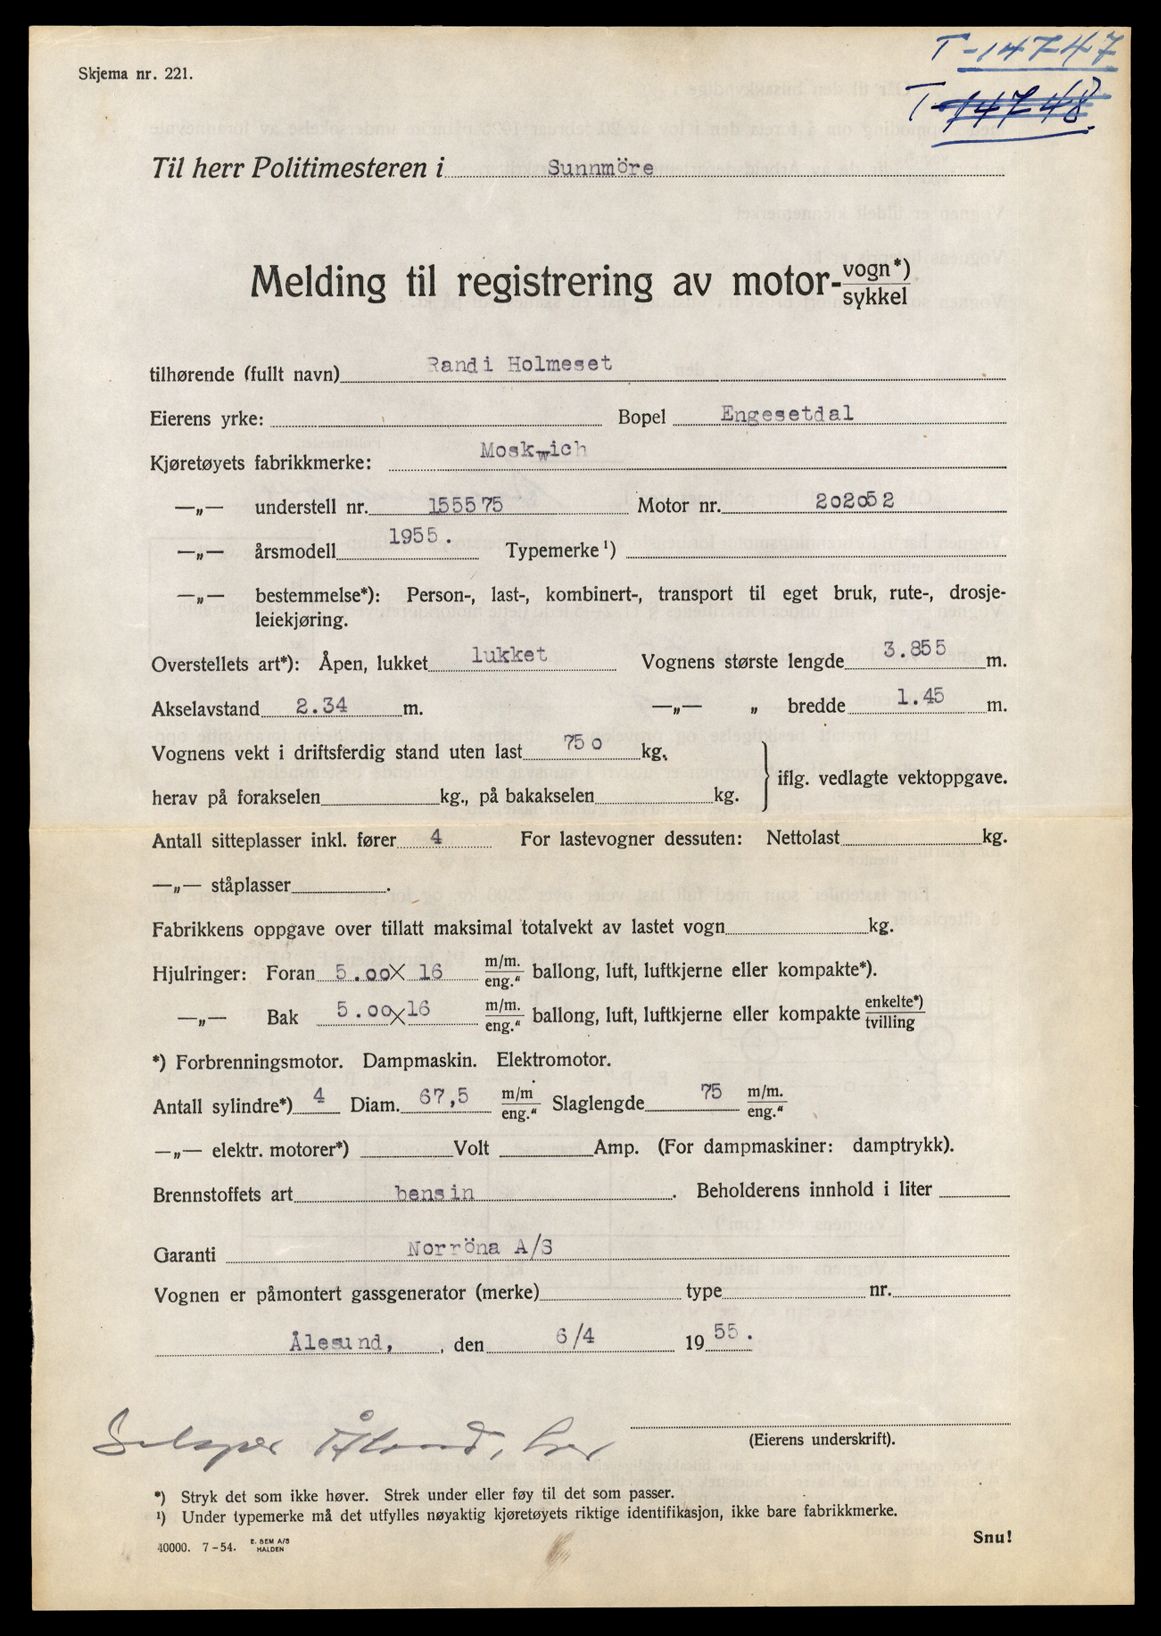 Skjema nr. 221.
T-14747
T-14748
Til herr Politimesteren i Sunnmöre
Melding til registrering av motor-vogn*)
sykkel
tilhørende (fullt navn) Randi Holmeset
Eierens yrke: Bopel Engesetdal
Kjøretøyets fabrikkmerke: Moskwich
—„— understell nr. 155575 Motor nr. 202052
—„— årsmodell 1955. Typemerke¹)
—„— bestemmelse*): Person-, last-, kombinert-, transport til eget bruk, rute-, drosje-
leiekjøring.
Overstellets art*): Åpen, lukket lukket Vognens største lengde 3.855 m.
Akselavstand 2.34 m. —„— „ bredde 1.45 m.
Vognens vekt i driftsferdig stand uten last 750 kg.
herav på forakselen kg., på bakakselen kg. iflg. vedlagte vektoppgave.
Antall sitteplasser inkl. fører 4 For lastevogner dessuten: Nettolast kg.
—„— ståplasser .
Fabrikkens oppgave over tillatt maksimal totalvekt av lastet vogn kg.
Hjulringer: Foran 5.00X 16 m/m. eng.“ ballong, luft, luftkjerne eller kompakte*).
—„— Bak 5.00X16 m/m. eng.“ ballong, luft, luftkjerne eller kompakte enkelte*) tvilling
*) Forbrenningsmotor. Dampmaskin. Elektromotor.
Antall sylindre*) 4 Diam. 67,5 m/m eng.“ Slaglengde 75 m/m. eng.“
—„— elektr. motorer*) Volt Amp. (For dampmaskiner: damptrykk).
Brennstoffets art bensin . Beholderens innhold i liter
Garanti Norröna A/S
Vognen er påmontert gassgenerator (merke) type nr.
Ålesund, , den 6/4 19 55.
(Eierens underskrift).
*) Stryk det som ikke høver. Strek under eller føy til det som passer.
¹) Under typemerke må det utfylles nøyaktig kjøretøyets riktige identifikasjon, ikke bare fabrikkmerke.
40000. 7-54. E. SEM A/S
HALDEN
Snu!